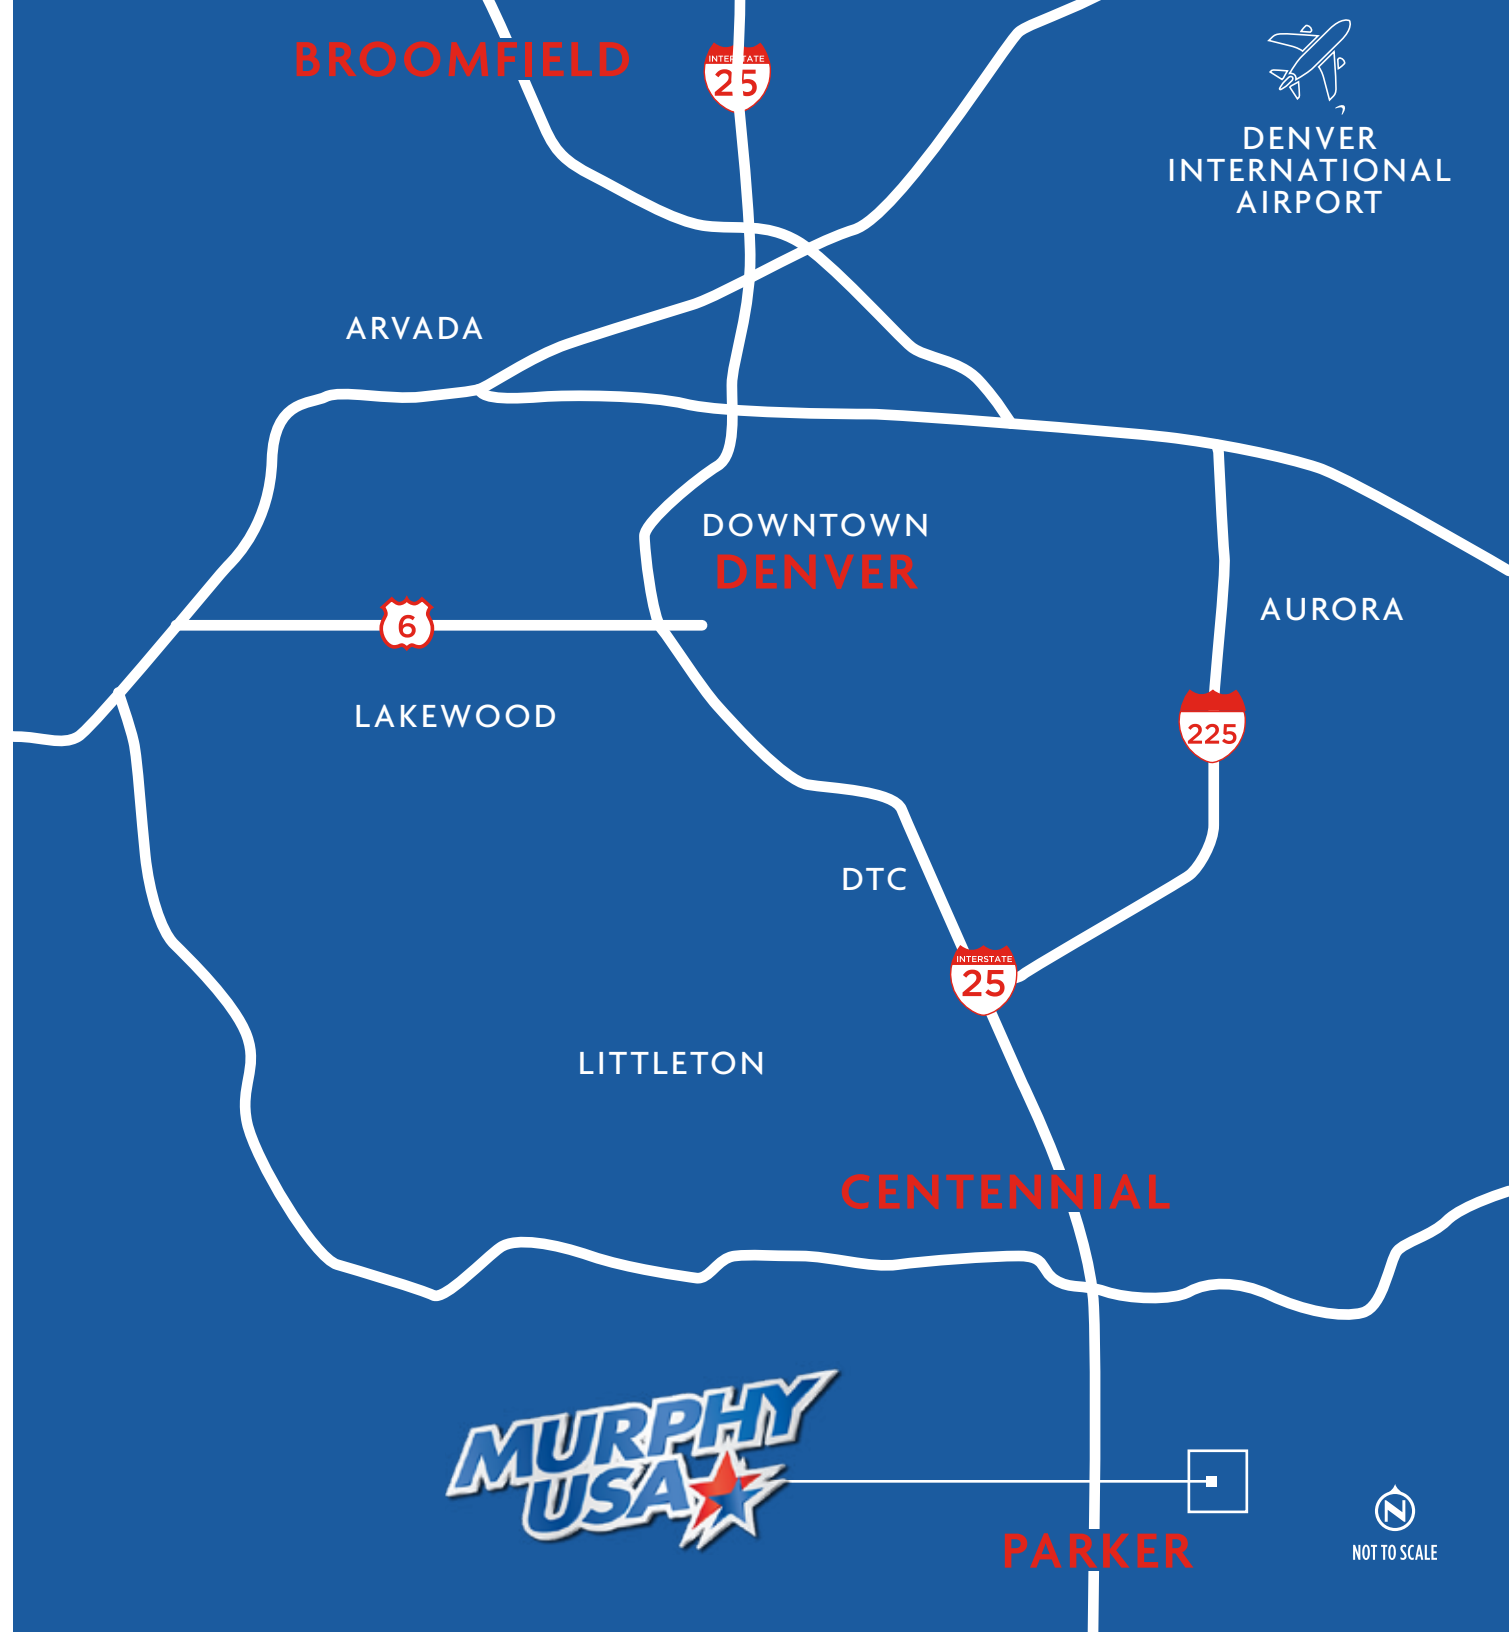 BROOMFIELD
INTERSTATE
25
DENVER
INTERNATIONAL
AIRPORT
ARVADA
DOWNTOWN
DENVER
AURORA
6
LAKEWOOD
225
DTC
INTERSTATE
25
LITTLETON
CENTENNIAL
MURPHY
USA
N
NOT TO SCALE
PARKER